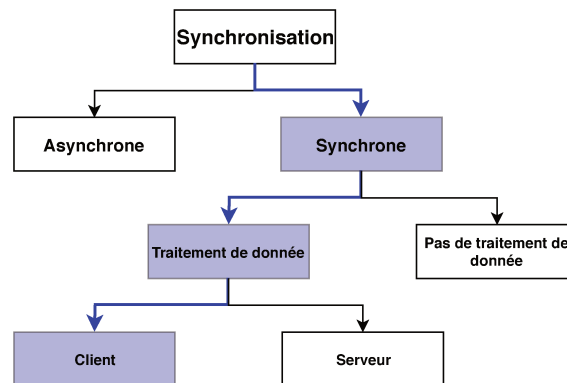 Synchronisation
Asynchrone
Synchrone
Traitement de donnée
Pas de traitement de
donnée
Client
Serveur